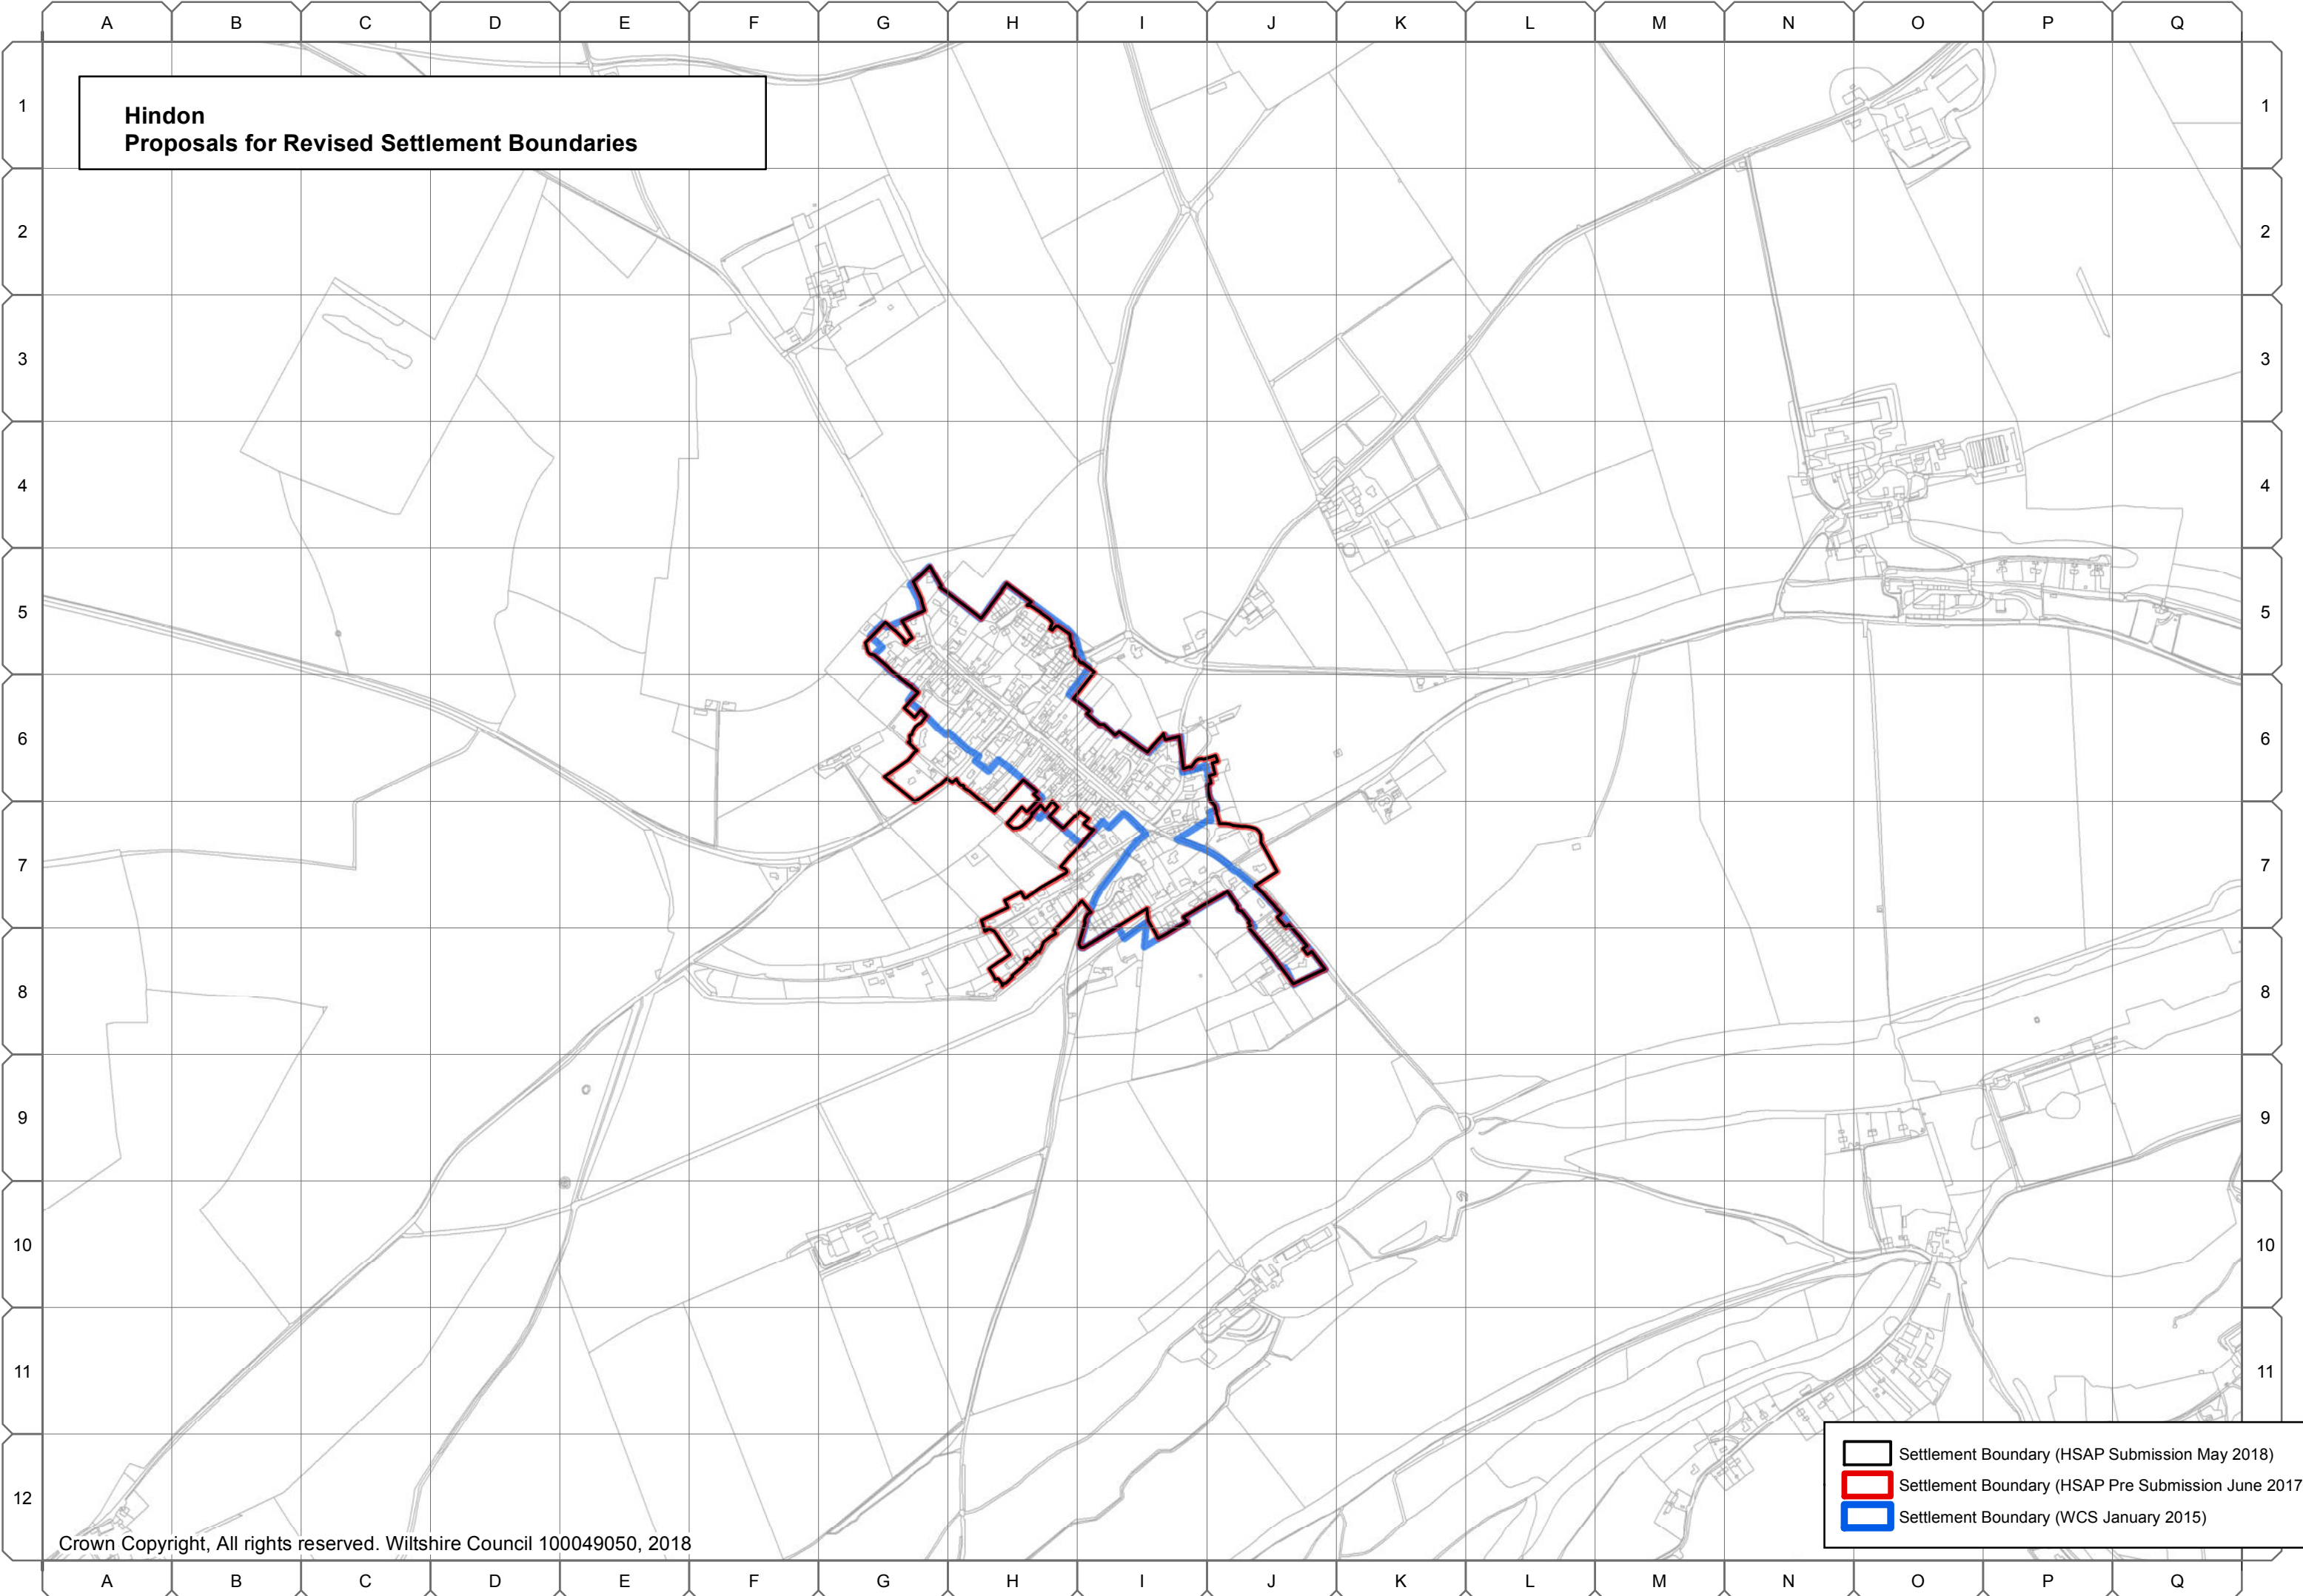 A B C D E F G H I J K L M N O P Q
Hindon
Proposals for Revised Settlement Boundaries
1 1
2 2
3 3
4 4
5 5
6 6
7 7
8 8
9 9
10 10
11 11
12
Settlement Boundary (HSAP Submission May 2018)
Settlement Boundary (HSAP Pre Submission June 2017
Settlement Boundary (WCS January 2015)
Crown Copyright, All rights reserved. Wiltshire Council 100049050, 2018
A B C D E F G H I J K L M N O P Q